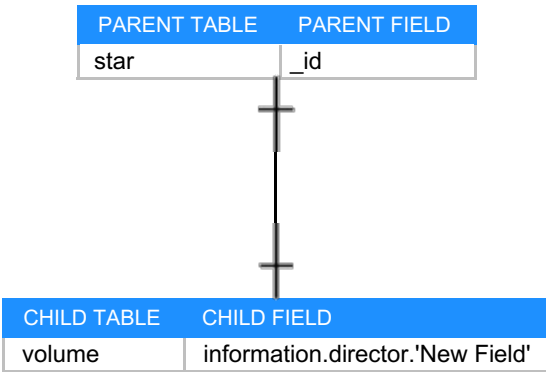 PARENT TABLE PARENT FIELD
star _id
CHILD TABLE CHILD FIELD
volume information.director.'New Field'